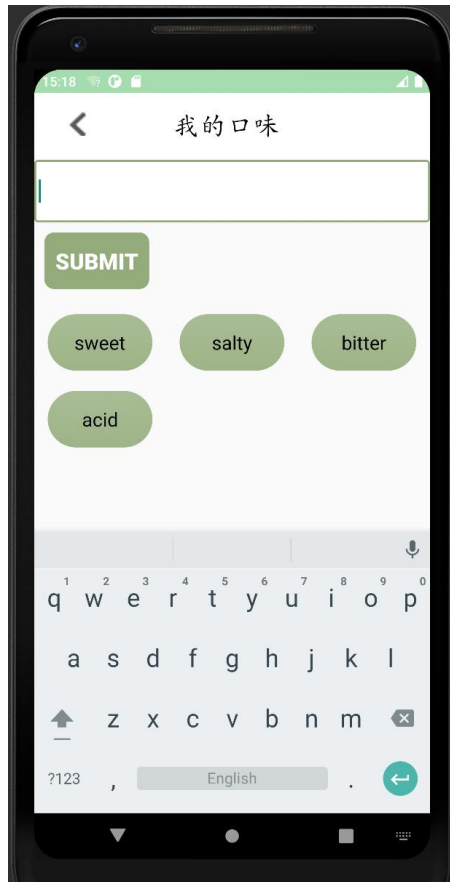 15:18
我的口味
SUBMIT
sweet salty bitter
acid
1 2 3 4 5 6 7 8 9 0
q w e r t y u i o p
a s d f g h j k l
z x c v b n m
?123 , English .